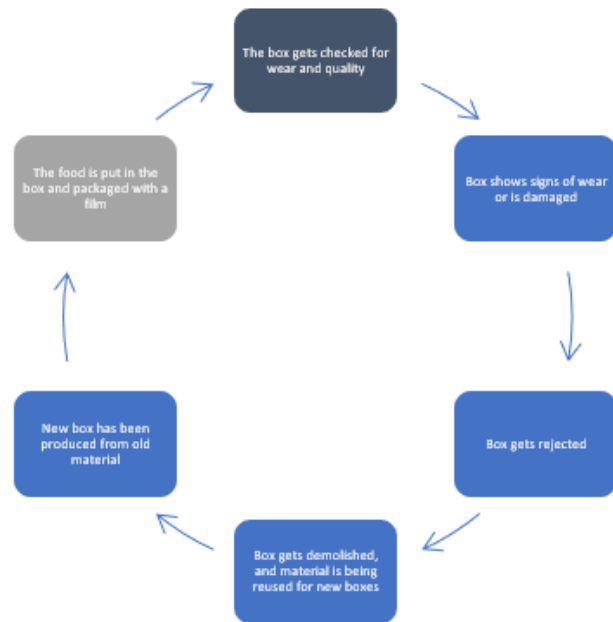 The box gets checked for
wear and quality
Box shows signs of wear
or is damaged
Box gets rejected
Box gets demolished,
and material is being
reused for new boxes
New box has been
produced from old
material
The food is put in the
box and packaged with a
film